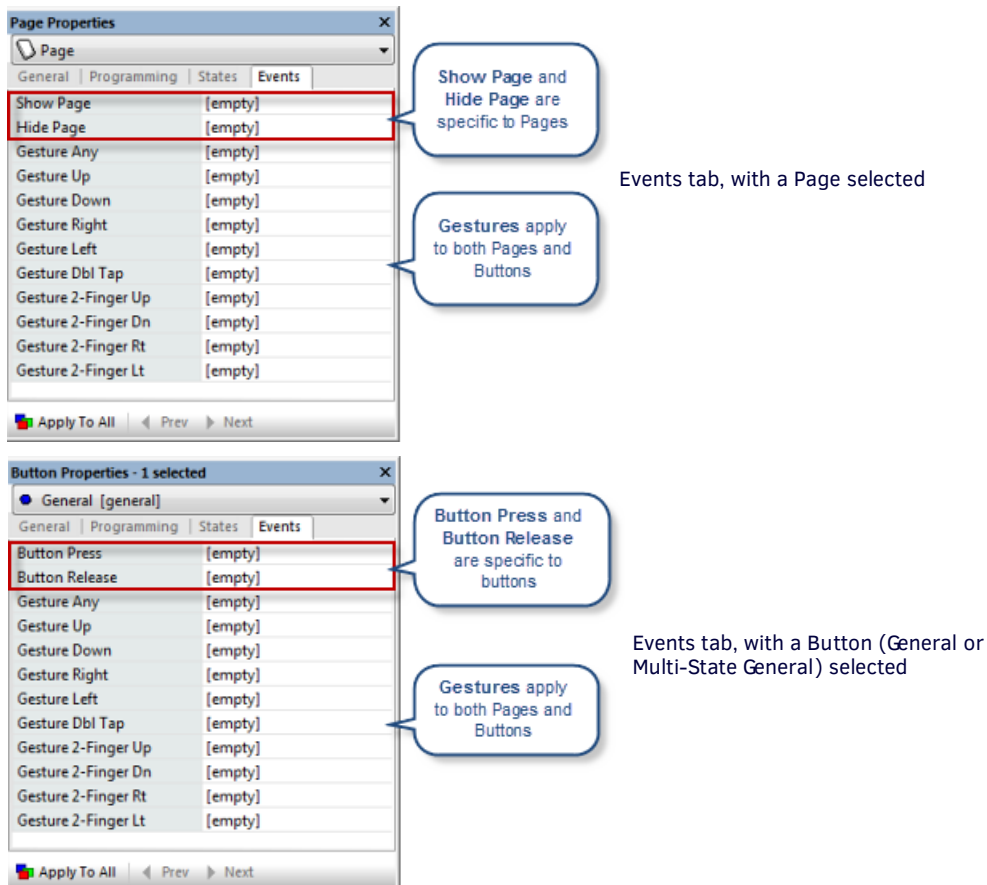 Page Properties
Page
General | Programming | States Events
Show Page [empty]
Hide Page [empty]
Gesture Any [empty]
Gesture Up [empty]
Gesture Down [empty]
Gesture Right [empty]
Gesture Left [empty]
Gesture Dbl Tap [empty]
Gesture 2-Finger Up [empty]
Gesture 2-Finger Dn [empty]
Gesture 2-Finger Rt [empty]
Gesture 2-Finger Lt [empty]
Apply To All Prev Next
Show Page and
Hide Page are
specific to Pages
Gestures apply
to both Pages and
Buttons
Events tab, with a Page selected
Button Properties - 1 selected
General [general]
General | Programming | States Events
Button Press [empty]
Button Release [empty]
Gesture Any [empty]
Gesture Up [empty]
Gesture Down [empty]
Gesture Right [empty]
Gesture Left [empty]
Gesture Dbl Tap [empty]
Gesture 2-Finger Up [empty]
Gesture 2-Finger Dn [empty]
Gesture 2-Finger Rt [empty]
Gesture 2-Finger Lt [empty]
Apply To All Prev Next
Button Press and
Button Release
are specific to
buttons
Gestures apply
to both Pages and
Buttons
Events tab, with a Button (General or
Multi-State General) selected